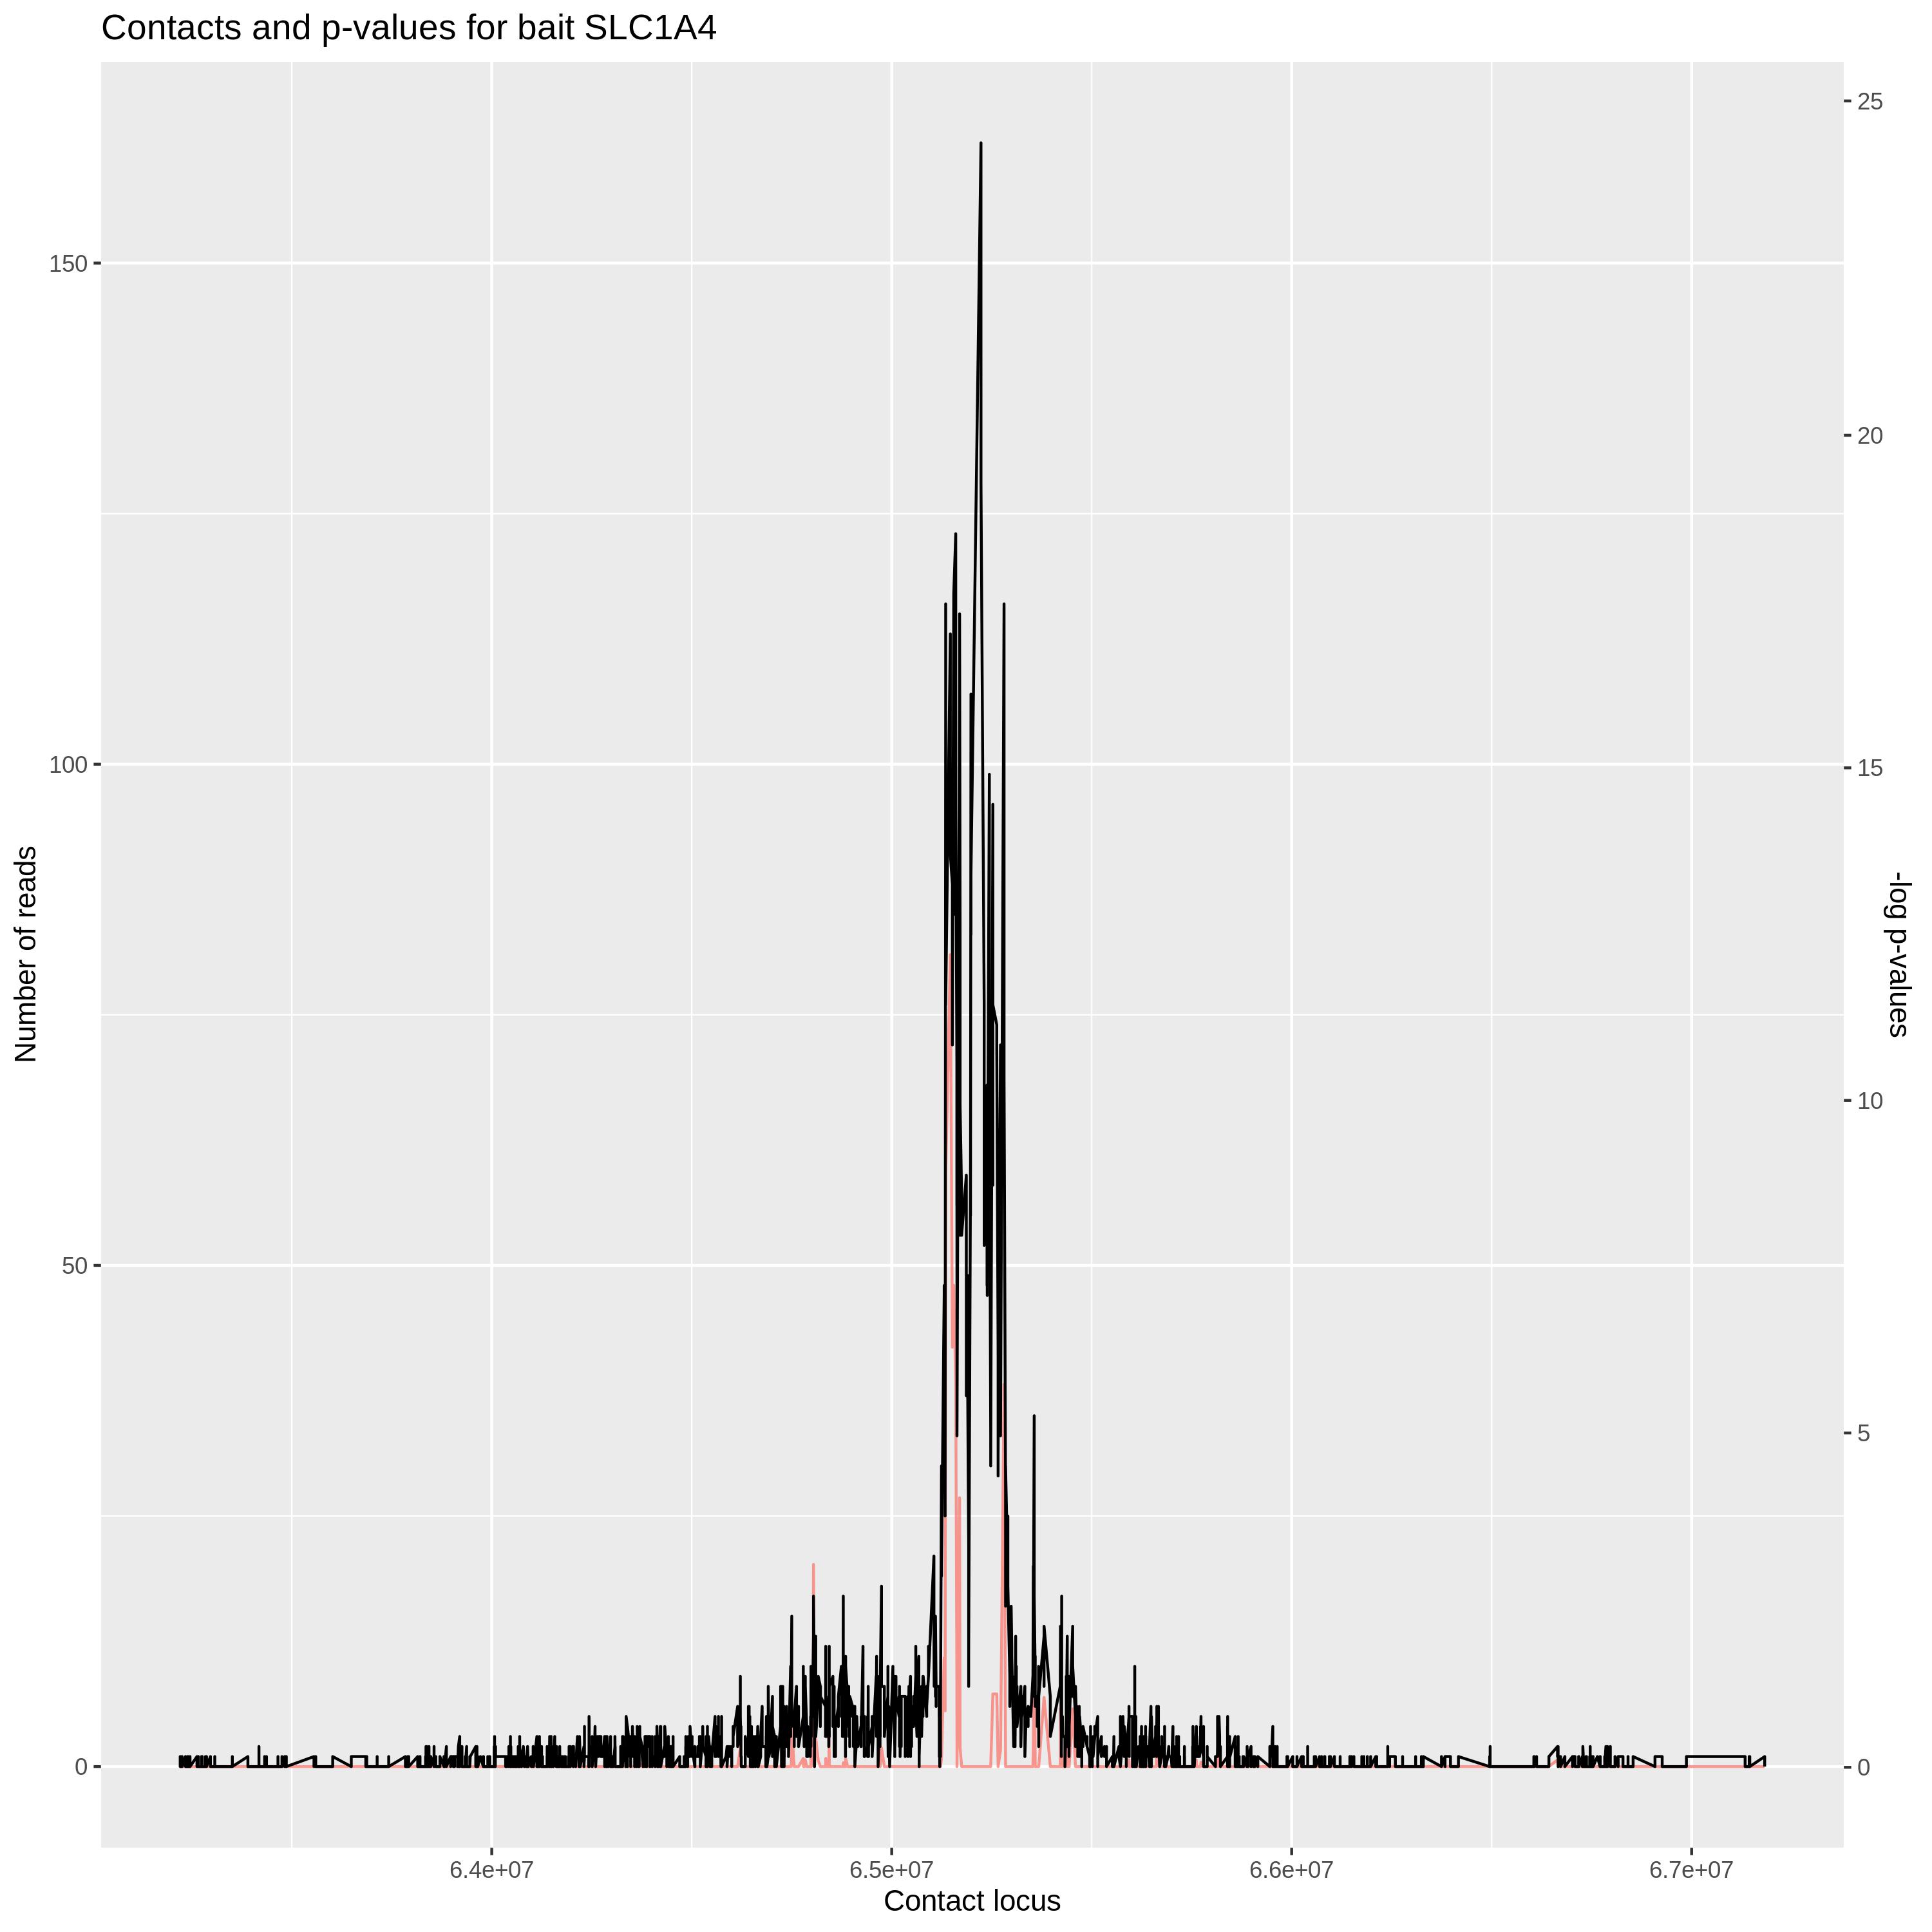 Contacts and p-values for bait SLC1A4
25
20
15
10
5
0
150
100
50
0
Number of reads
-log p-values
6.4e+07
6.5e+07
6.6e+07
6.7e+07
Contact locus